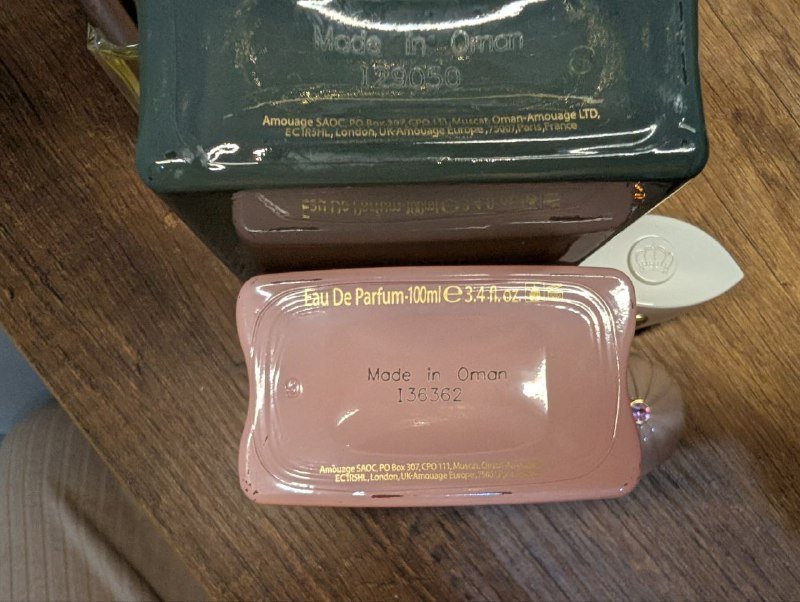 Made in Oman
129050
Amouage SAOC, PO Box 307, CPO 111, Muscat, Oman-Amouage LTD,
EC1R5HL, London, UK-Amouage Europe, 75007, Paris, France
Eau De Parfum-100ml ℮ 3.4 fl. oz.
Made in Oman
136362
Amouage SAOC, PO Box 307, CPO 111, Muscat, Oman-Amouage
EC1R5HL, London, UK-Amouage Europe,